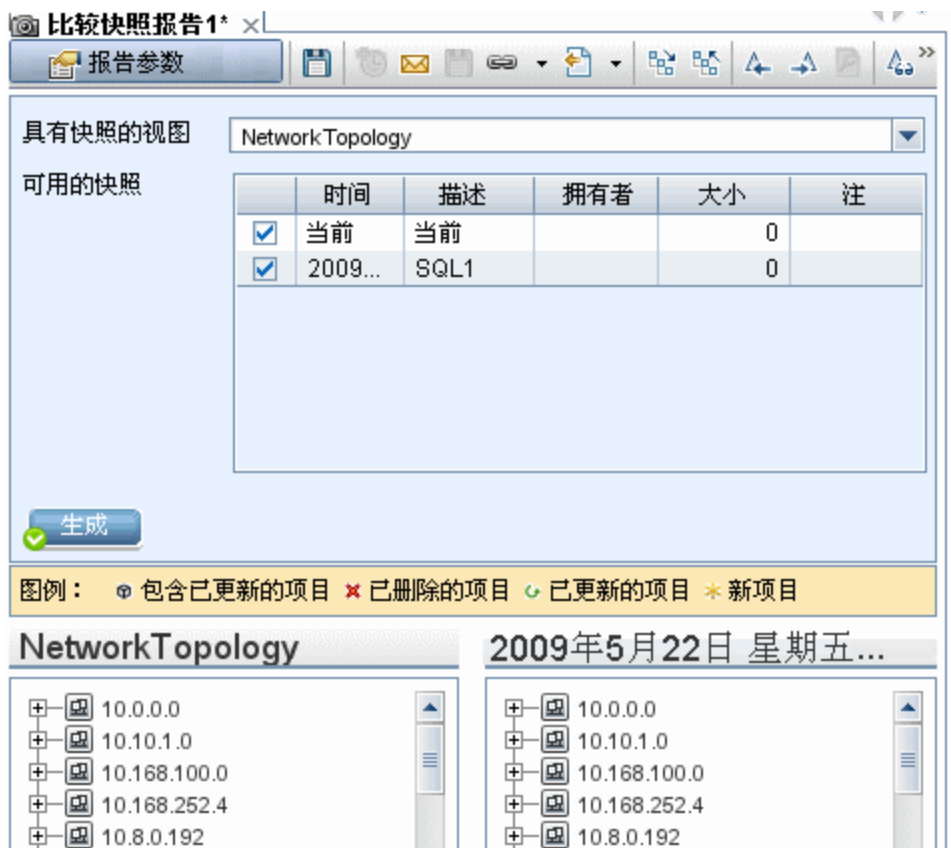 比较快照报告1*
报告参数
具有快照的视图 NetworkTopology
可用的快照
时间 描述 拥有者 大小 注
当前 当前 0
2009... SQL1 0
生成
图例： 包含已更新的项目 已删除的项目 已更新的项目 新项目
NetworkTopology 2009年5月22日 星期五...
10.0.0.0 10.0.0.0
10.10.1.0 10.10.1.0
10.168.100.0 10.168.100.0
10.168.252.4 10.168.252.4
10.8.0.192 10.8.0.192